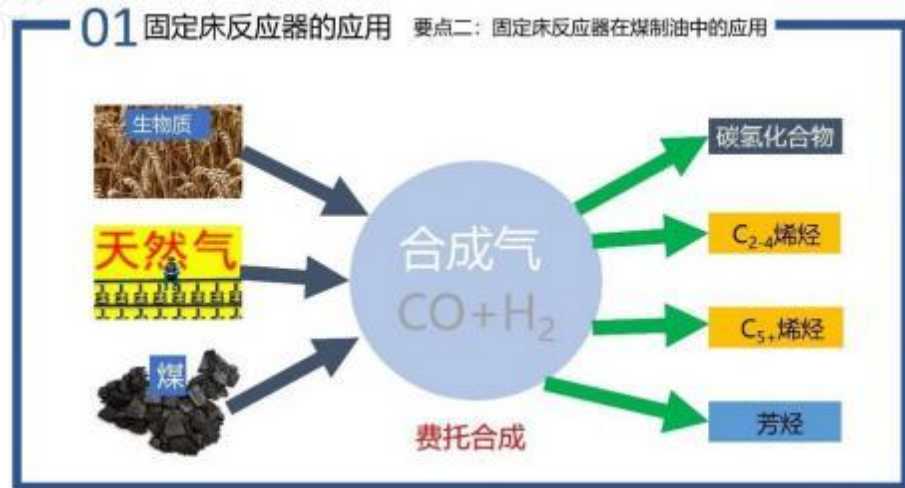 01 固定床反应器的应用 要点二：固定床反应器在煤制油中的应用
生物质
天然气
煤
合成气
CO+H₂
费托合成
碳氢化合物
C₂₋₄烯烃
C₅₊烯烃
芳烃